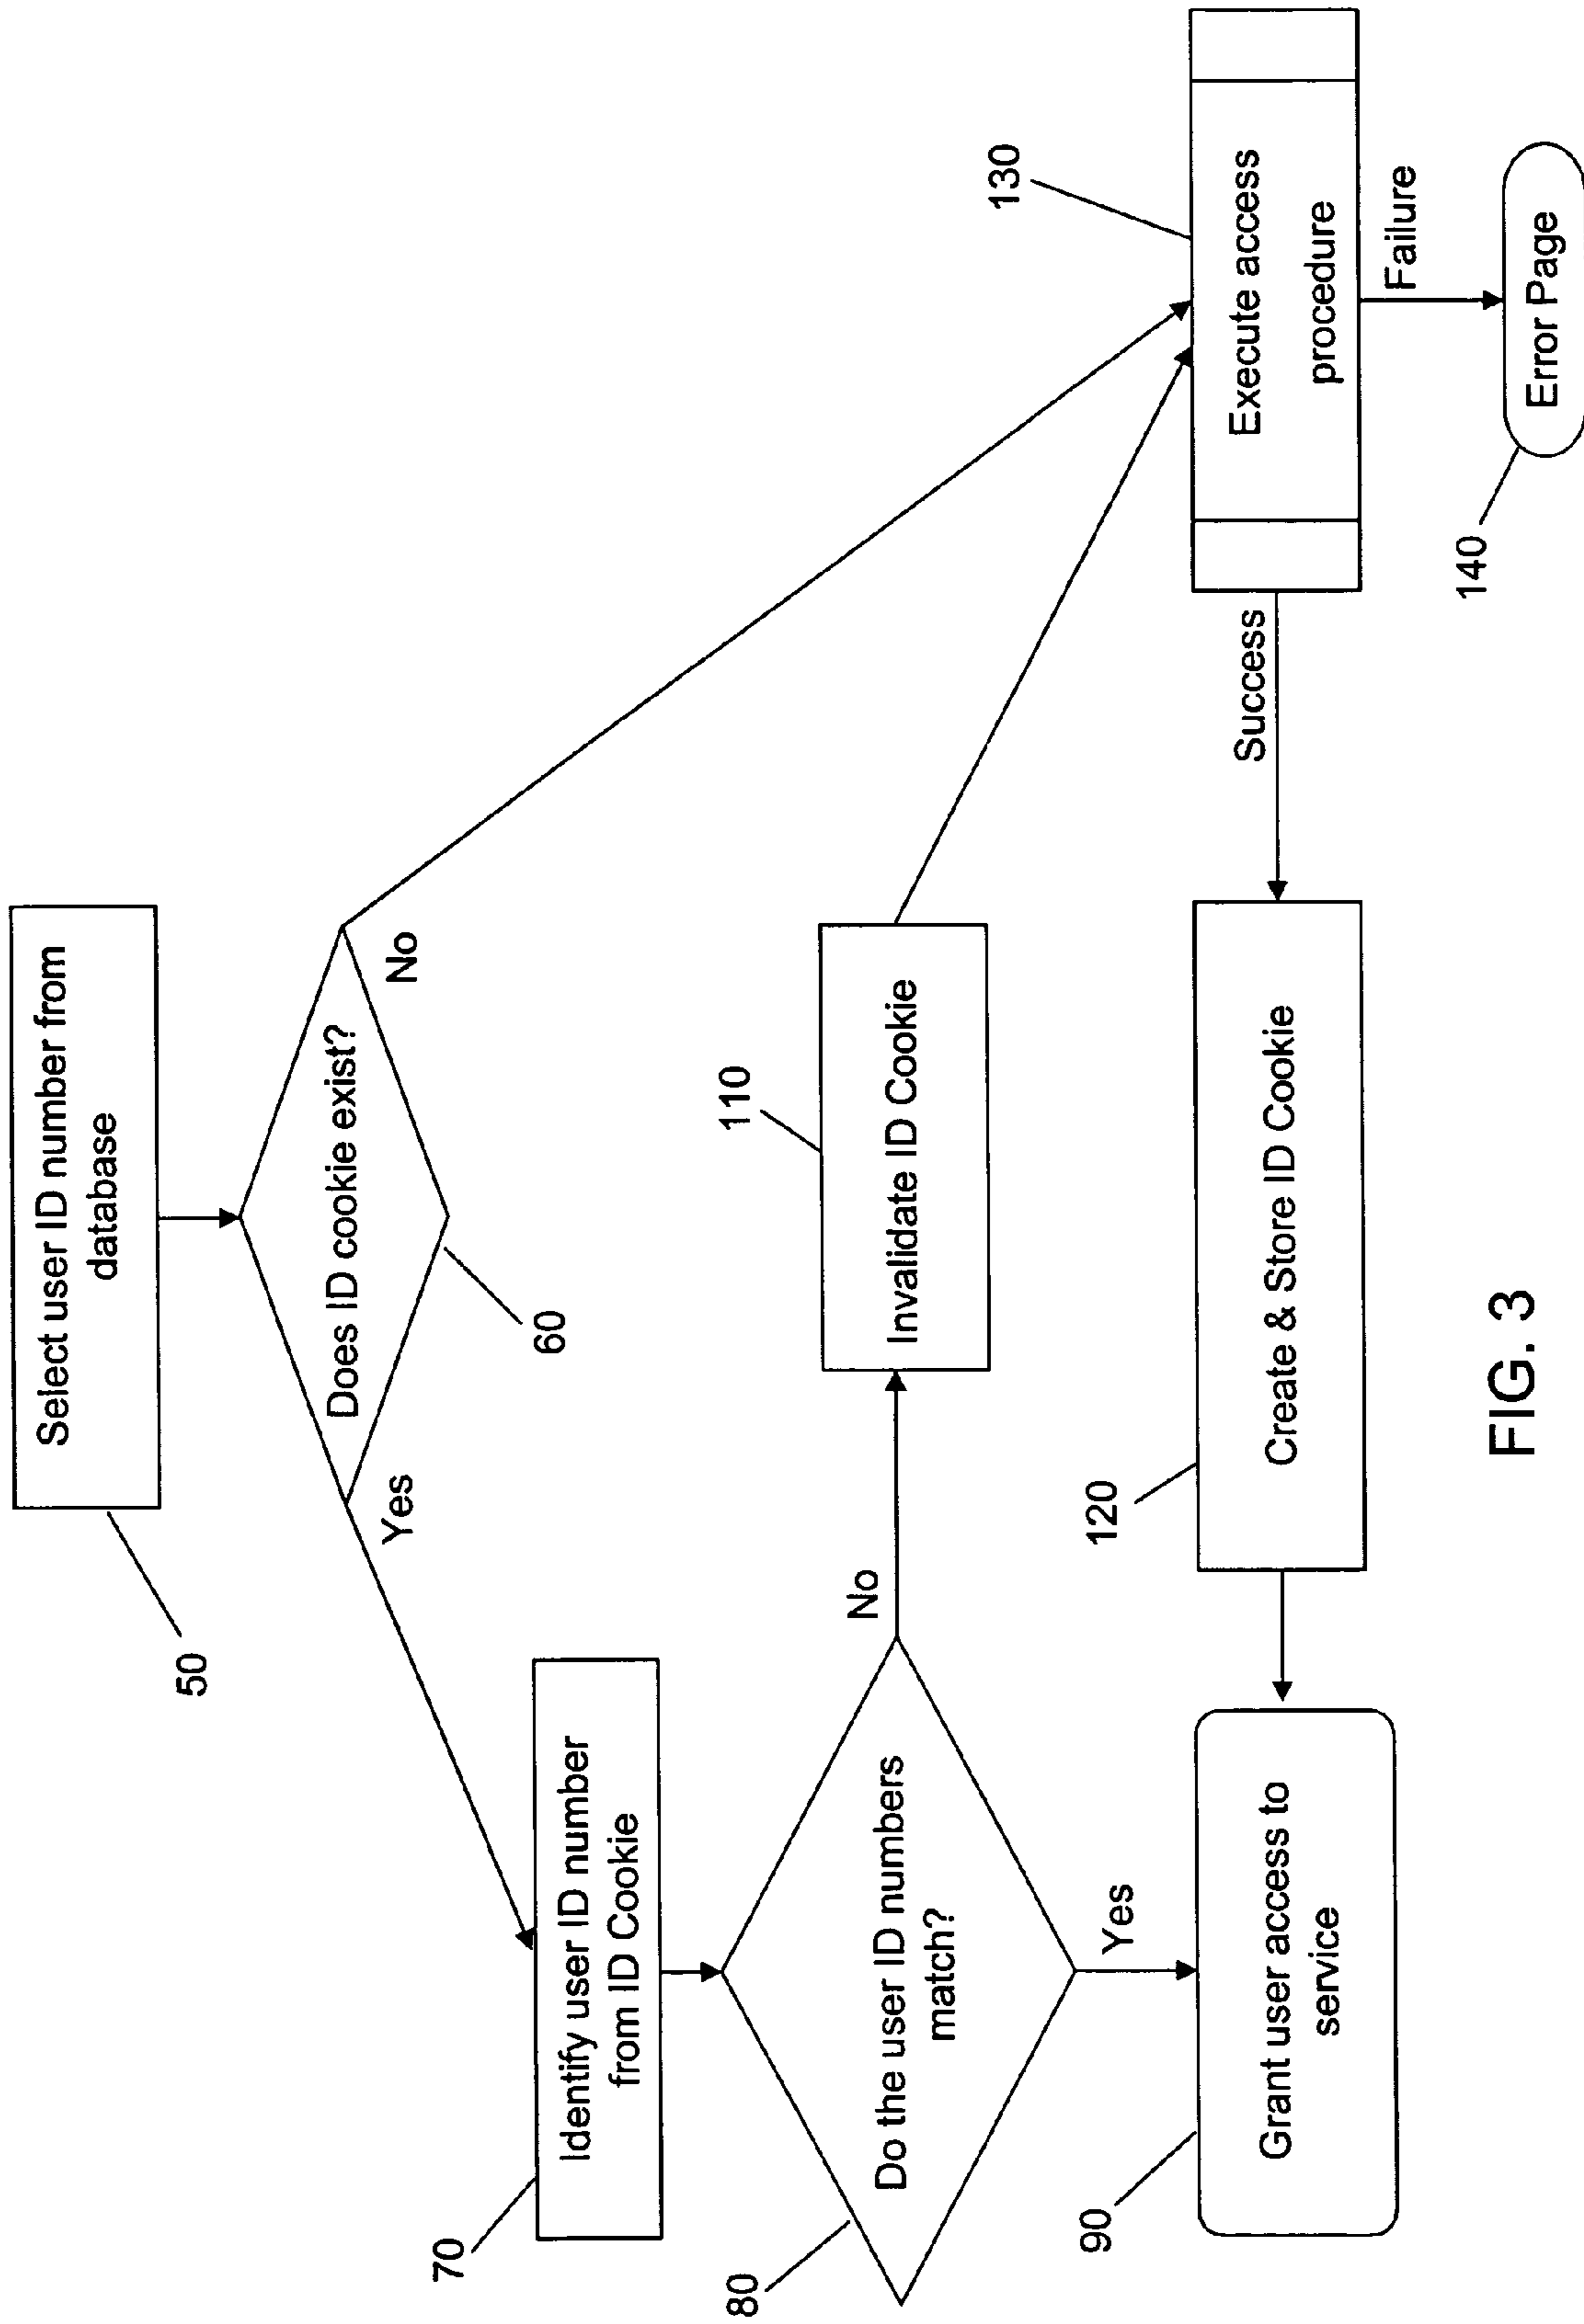 Select user ID number from
database
50
Does ID cookie exist?
Yes
No
60
Identify user ID number
from ID Cookie
70
Do the user ID numbers
match?
80
No
Yes
Invalidate ID Cookie
110
Execute access
procedure
130
Success
Failure
Create & Store ID Cookie
120
Grant user access to
service
90
Error Page
140
FIG. 3